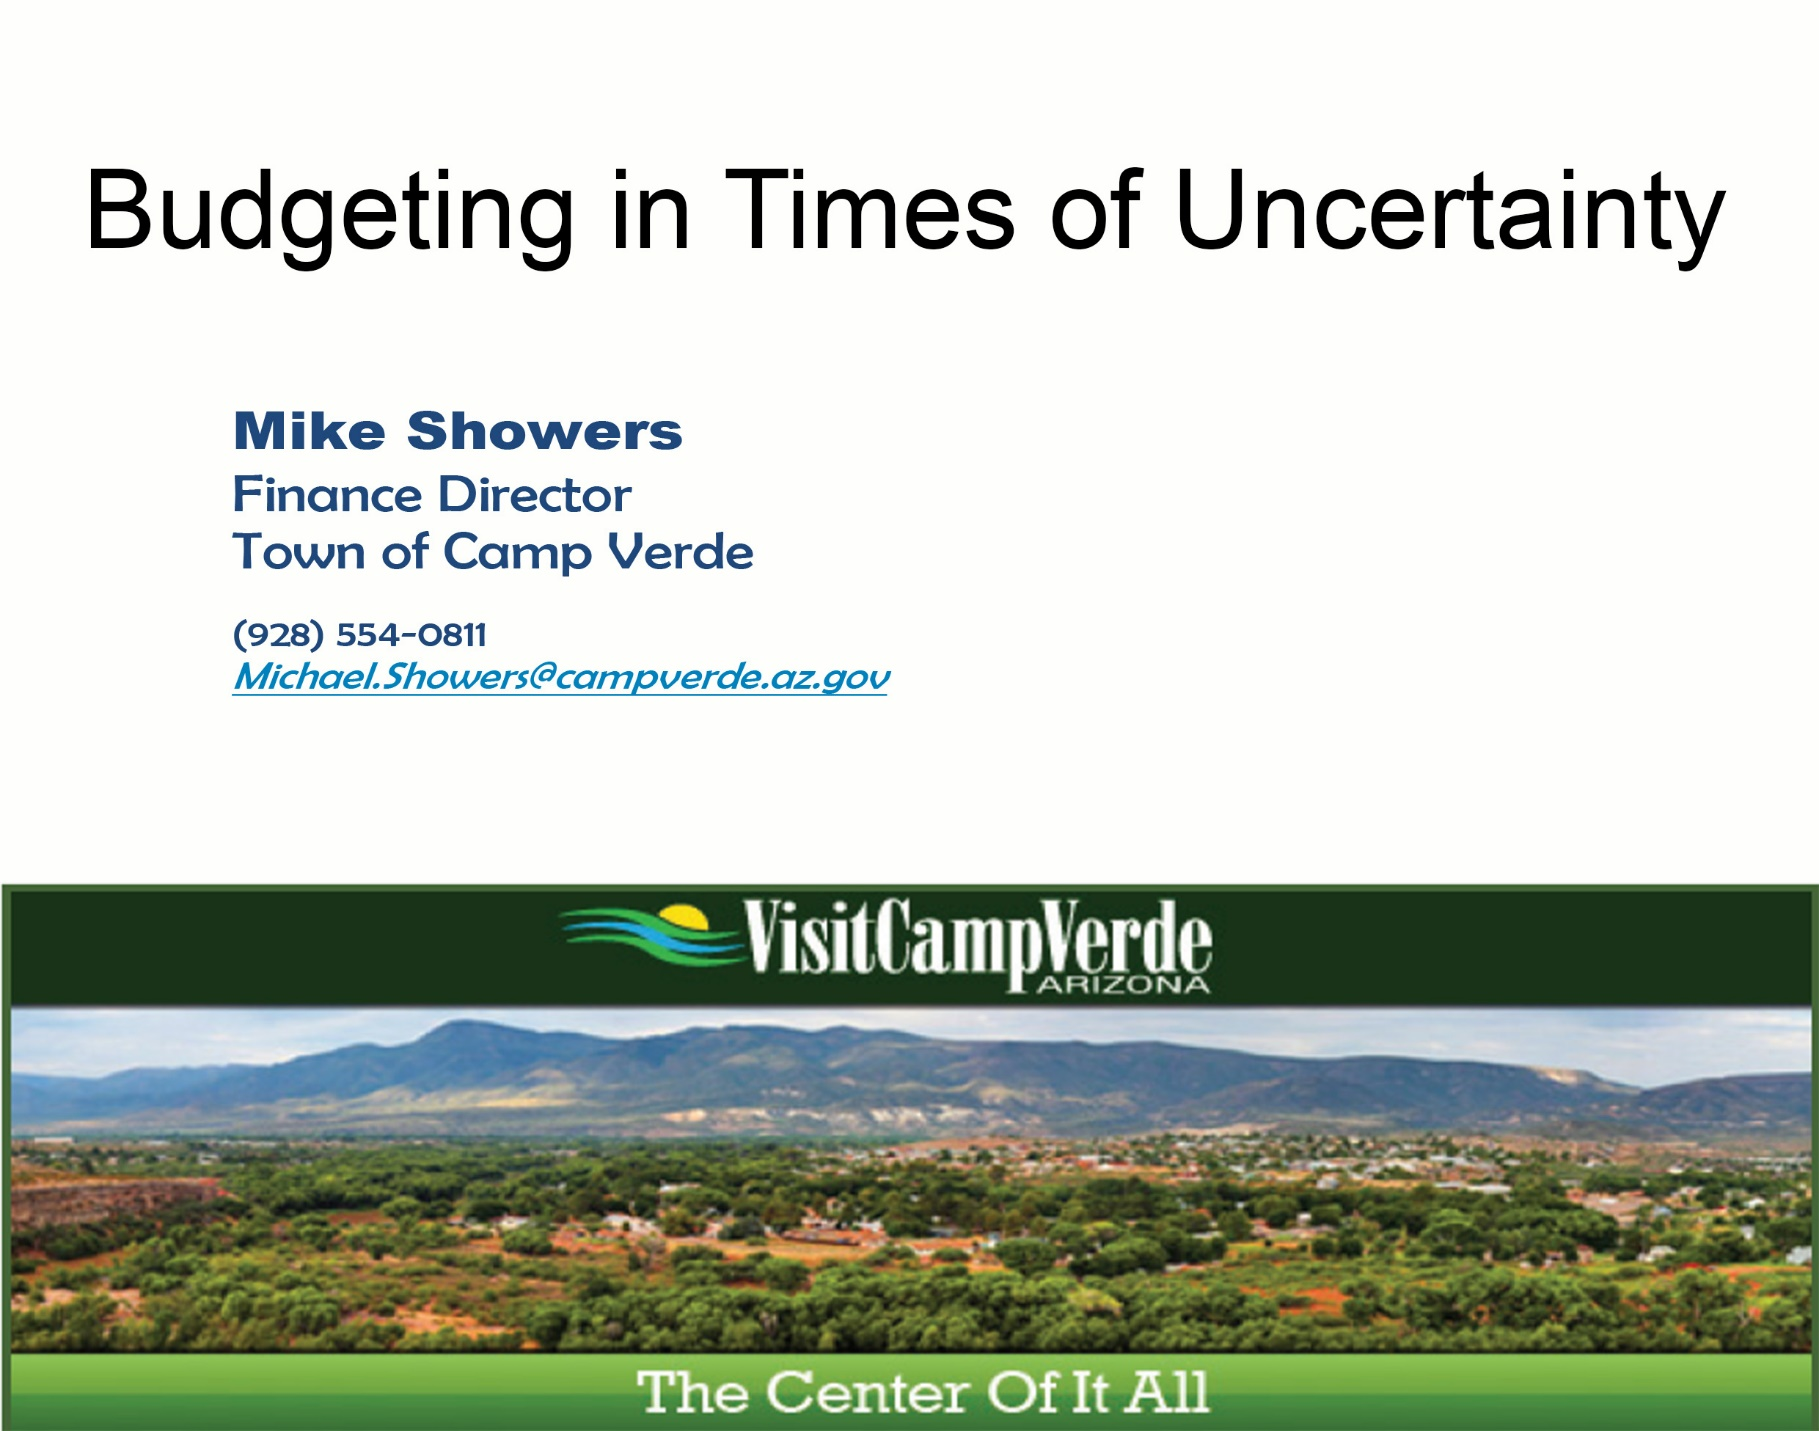 Budgeting in Times of Uncertainty
Mike Showers
Finance Director
Town of Camp Verde
(928) 554-0811
Michael.Showers@campverde.az.gov
VisitCampVerde
ARIZONA
The Center Of It All